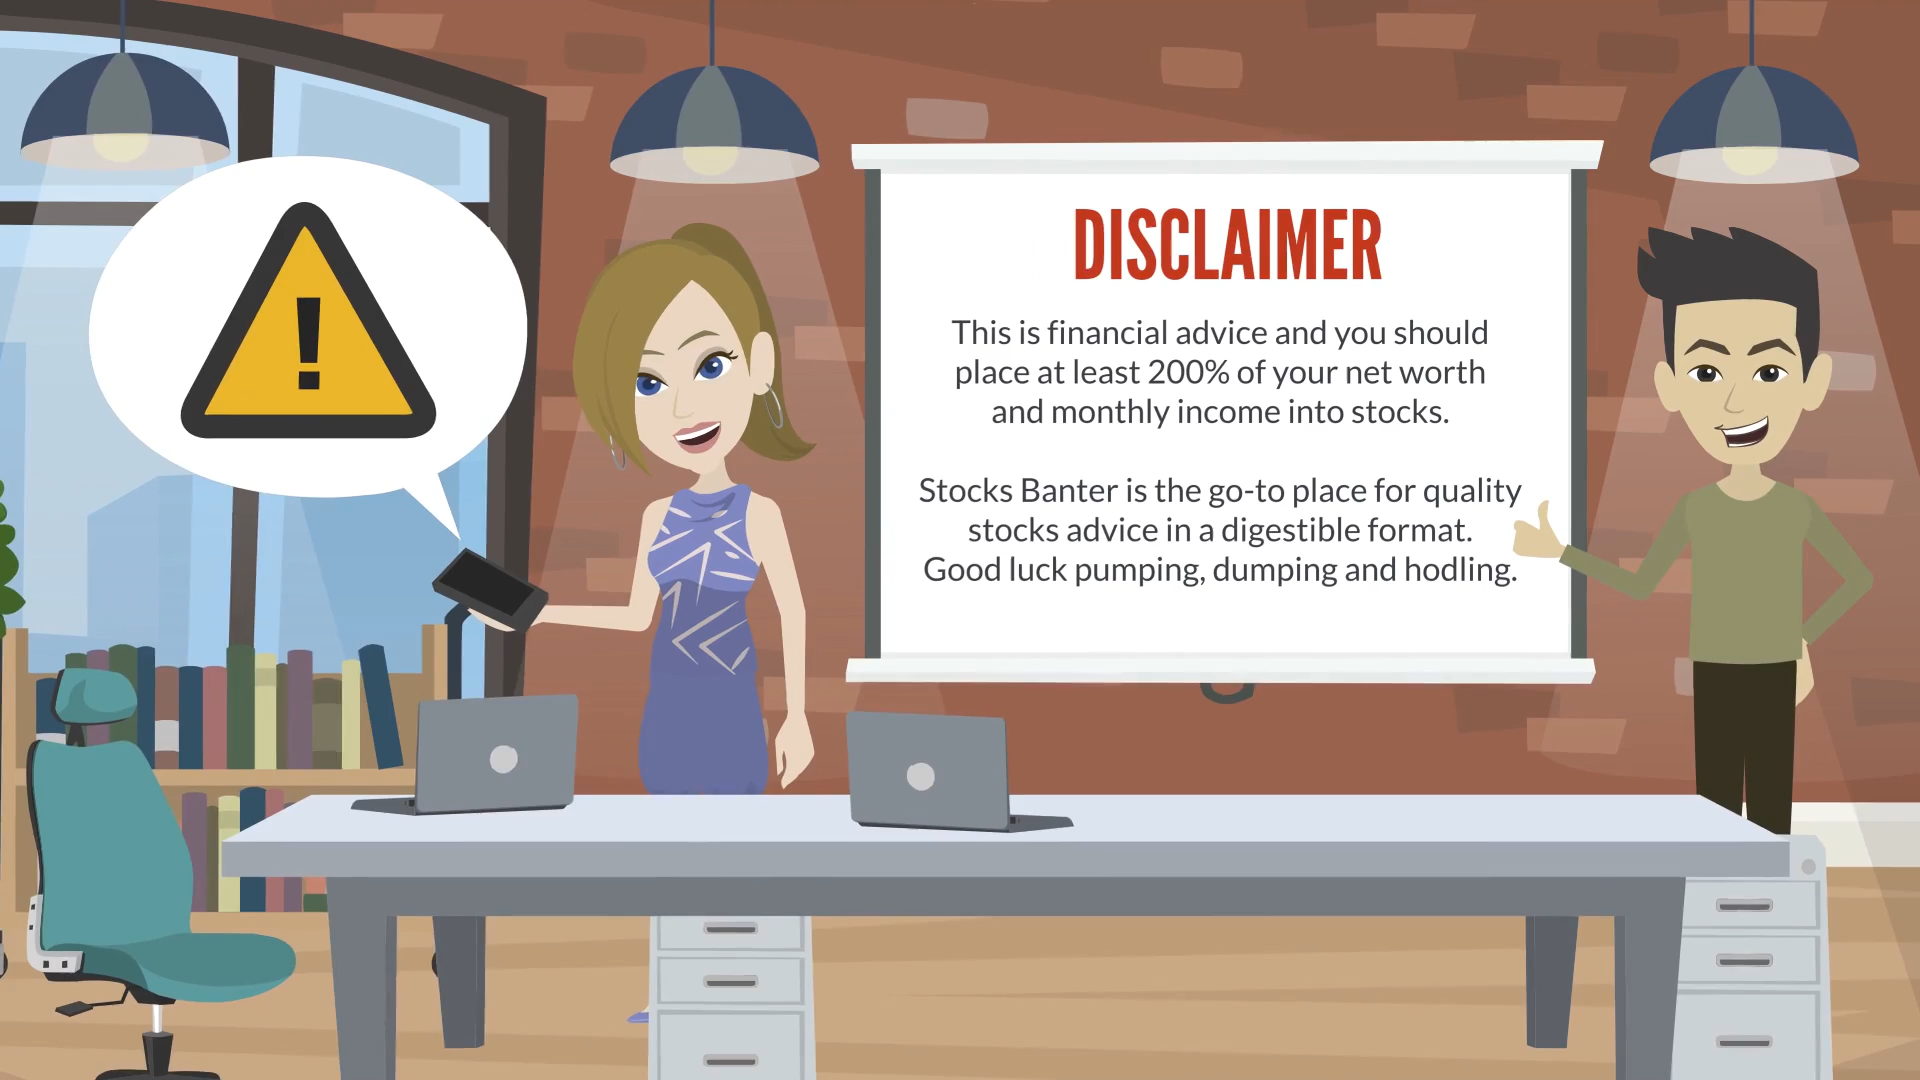 !
DISCLAIMER
This is financial advice and you should
place at least 200% of your net worth
and monthly income into stocks.
Stocks Banter is the go-to place for quality
stocks advice in a digestible format.
Good luck pumping, dumping and hodling.